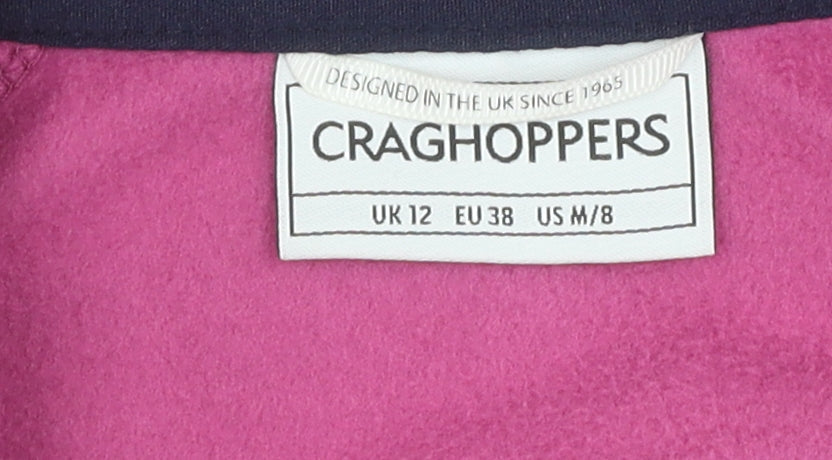 DESIGNED IN THE UK SINCE 1965
CRAGHOPPERS
UK 12 EU 38 US M/8